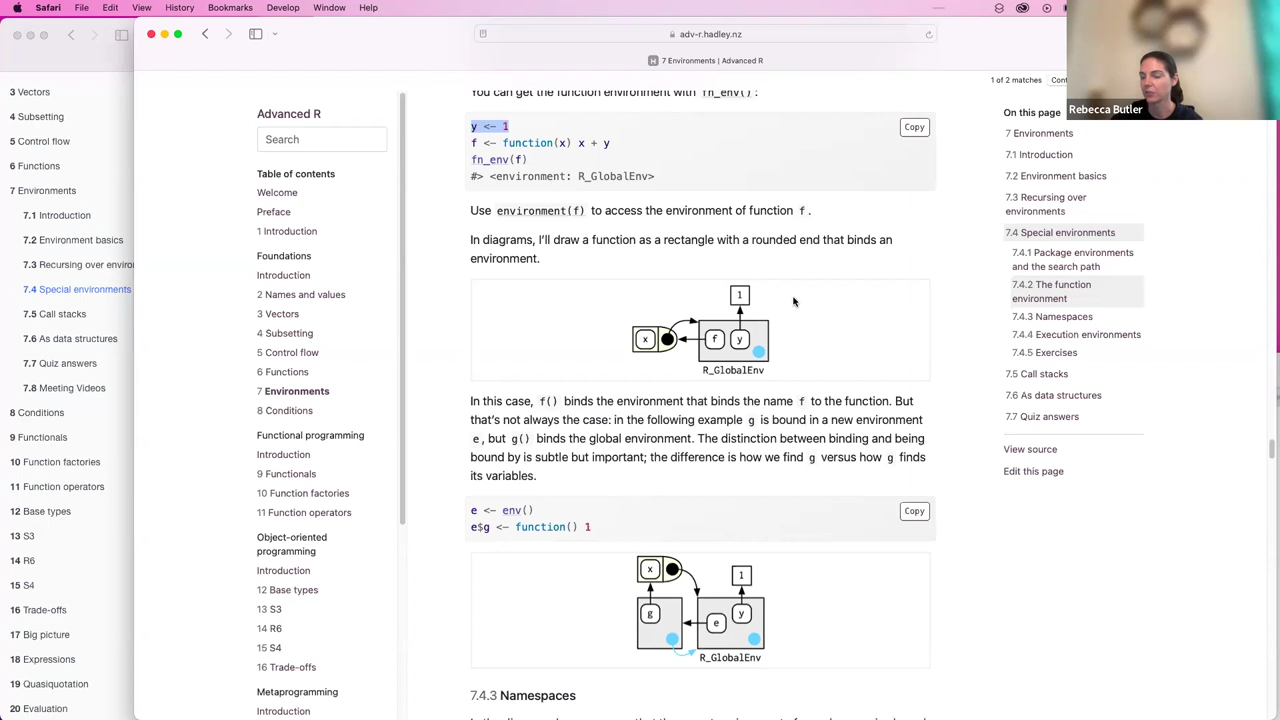 Safari File Edit View History Bookmarks Develop Window Help
adv-r.hadley.nz
7 Environments | Advanced R
1 of 2 matches
Rebecca Butler
3 Vectors
4 Subsetting
5 Control flow
6 Functions
7 Environments
7.1 Introduction
7.2 Environment basics
7.3 Recursing over enviro
7.4 Special environments
7.5 Call stacks
7.6 As data structures
7.7 Quiz answers
7.8 Meeting Videos
8 Conditions
9 Functionals
10 Function factories
11 Function operators
12 Base types
13 S3
14 R6
15 S4
16 Trade-offs
17 Big picture
18 Expressions
19 Quasiquotation
20 Evaluation
Advanced R
Search
Table of contents
Welcome
Preface
1 Introduction
Foundations
Introduction
2 Names and values
3 Vectors
4 Subsetting
5 Control flow
6 Functions
7 Environments
8 Conditions
Functional programming
Introduction
9 Functionals
10 Function factories
11 Function operators
Object-oriented
programming
Introduction
12 Base types
13 S3
14 R6
15 S4
16 Trade-offs
Metaprogramming
Introduction
You can get the function environment with fn_env() :
y <- 1
Copy
f <- function(x) x + y
fn_env(f)
#> <environment: R_GlobalEnv>
Use environment(f) to access the environment of function f .
In diagrams, I'll draw a function as a rectangle with a rounded end that binds an
environment.
1
x f y
R_GlobalEnv
In this case, f() binds the environment that binds the name f to the function. But
that's not always the case: in the following example g is bound in a new environment
e , but g() binds the global environment. The distinction between binding and being
bound by is subtle but important; the difference is how we find g versus how g finds
its variables.
e <- env()
Copy
e$g <- function() 1
x 1
g e y
R_GlobalEnv
7.4.3 Namespaces
On this page
7 Environments
7.1 Introduction
7.2 Environment basics
7.3 Recursing over
environments
7.4 Special environments
7.4.1 Package environments
and the search path
7.4.2 The function
environment
7.4.3 Namespaces
7.4.4 Execution environments
7.4.5 Exercises
7.5 Call stacks
7.6 As data structures
7.7 Quiz answers
View source
Edit this page